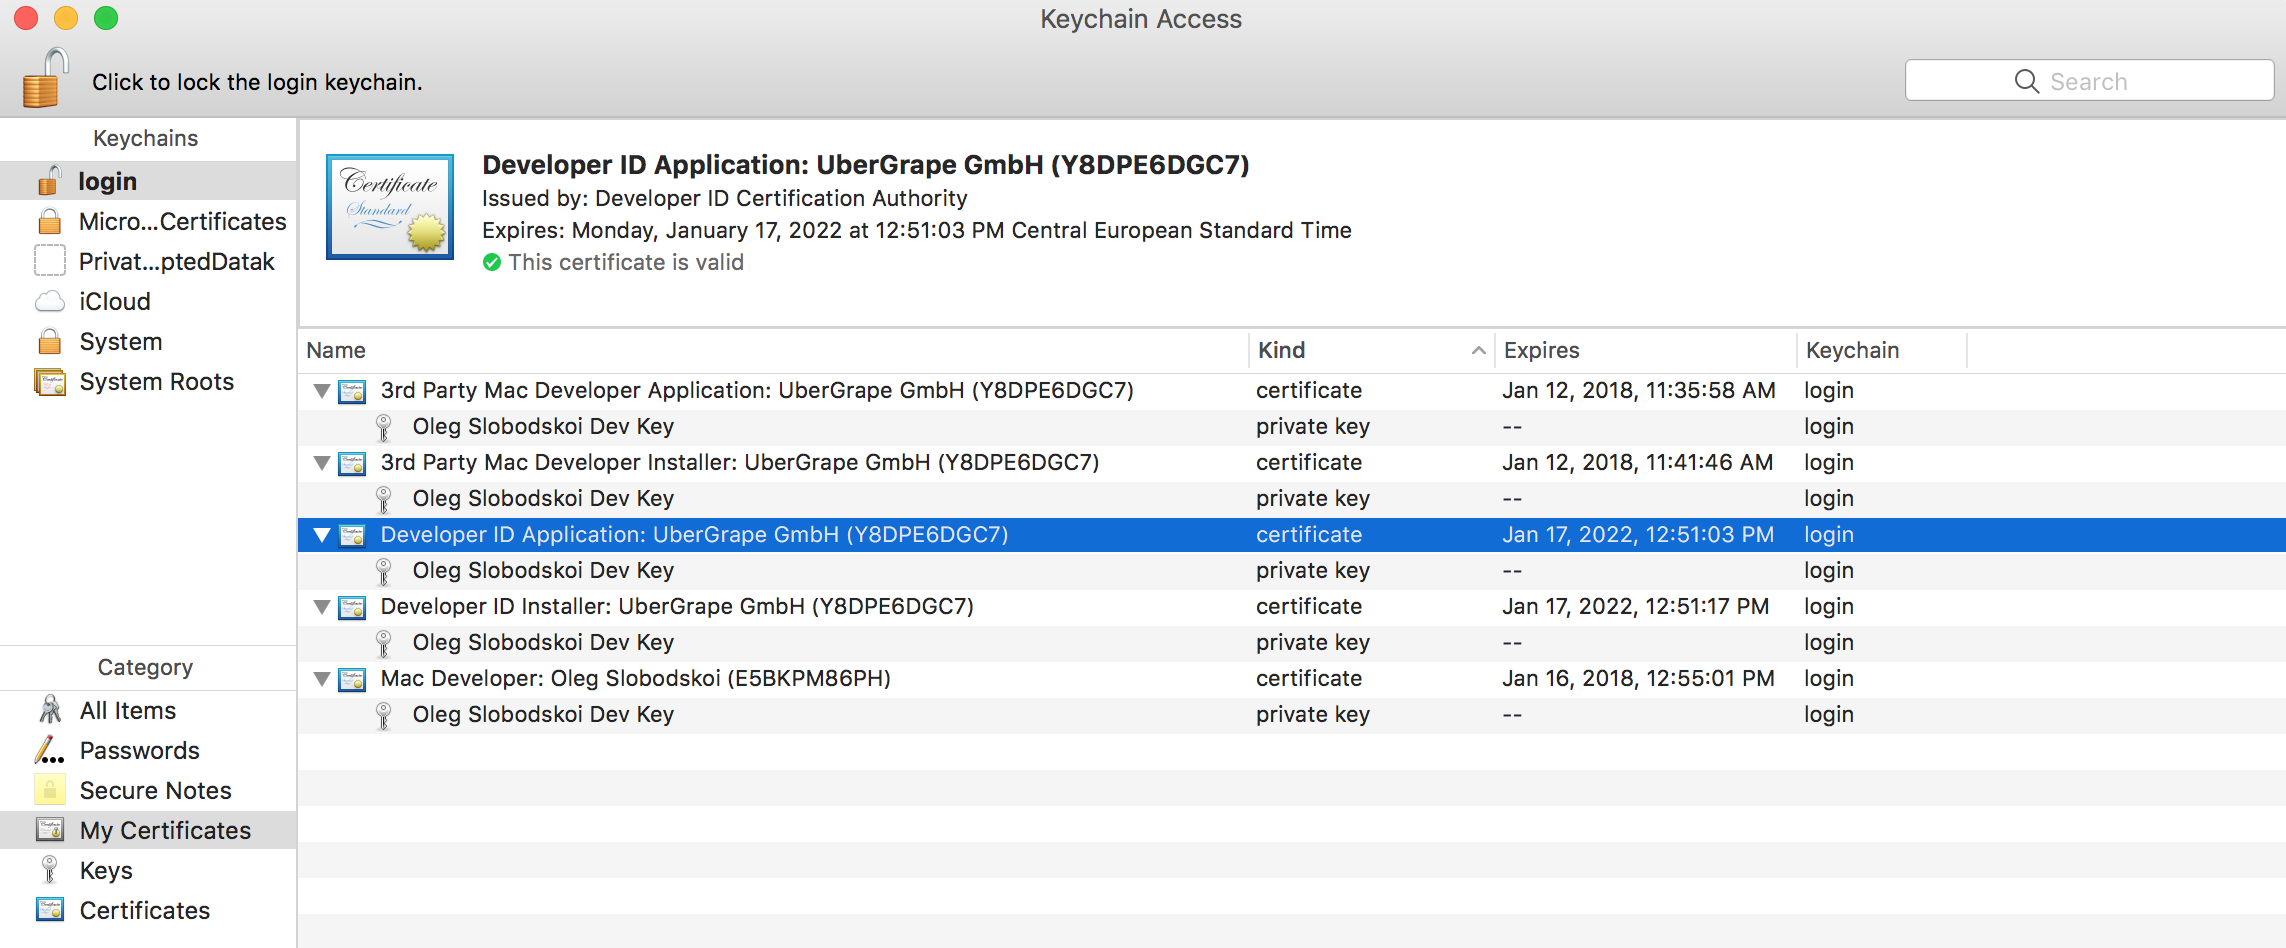 Keychain Access
Click to lock the login keychain.
Search
Keychains
login
Micro...Certificates
Privat...ptedDatak
iCloud
System
System Roots
Category
All Items
Passwords
Secure Notes
My Certificates
Keys
Certificates
Certificate
Standard
Developer ID Application: UberGrape GmbH (Y8DPE6DGC7)
Issued by: Developer ID Certification Authority
Expires: Monday, January 17, 2022 at 12:51:03 PM Central European Standard Time
This certificate is valid
Name Kind Expires Keychain
3rd Party Mac Developer Application: UberGrape GmbH (Y8DPE6DGC7) certificate Jan 12, 2018, 11:35:58 AM login
Oleg Slobodskoi Dev Key private key -- login
3rd Party Mac Developer Installer: UberGrape GmbH (Y8DPE6DGC7) certificate Jan 12, 2018, 11:41:46 AM login
Oleg Slobodskoi Dev Key private key -- login
Developer ID Application: UberGrape GmbH (Y8DPE6DGC7) certificate Jan 17, 2022, 12:51:03 PM login
Oleg Slobodskoi Dev Key private key -- login
Developer ID Installer: UberGrape GmbH (Y8DPE6DGC7) certificate Jan 17, 2022, 12:51:17 PM login
Oleg Slobodskoi Dev Key private key -- login
Mac Developer: Oleg Slobodskoi (E5BKPM86PH) certificate Jan 16, 2018, 12:55:01 PM login
Oleg Slobodskoi Dev Key private key -- login